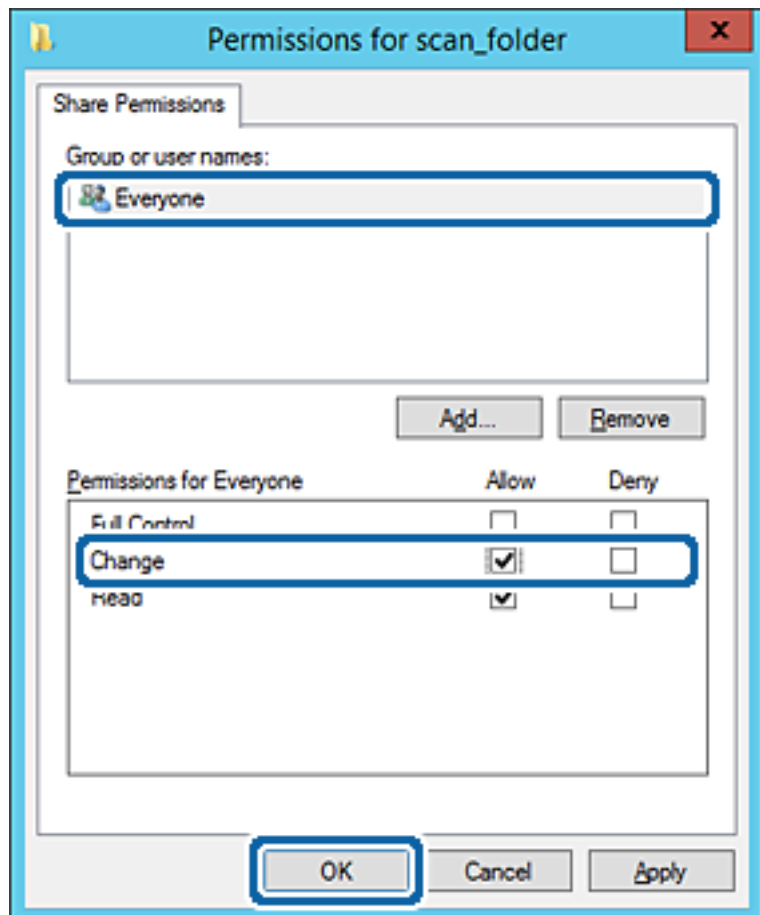 Permissions for scan_folder
Share Permissions
Group or user names:
Everyone
Add... Remove
Permissions for Everyone Allow Deny
Full Control
Change
Read
OK Cancel Apply